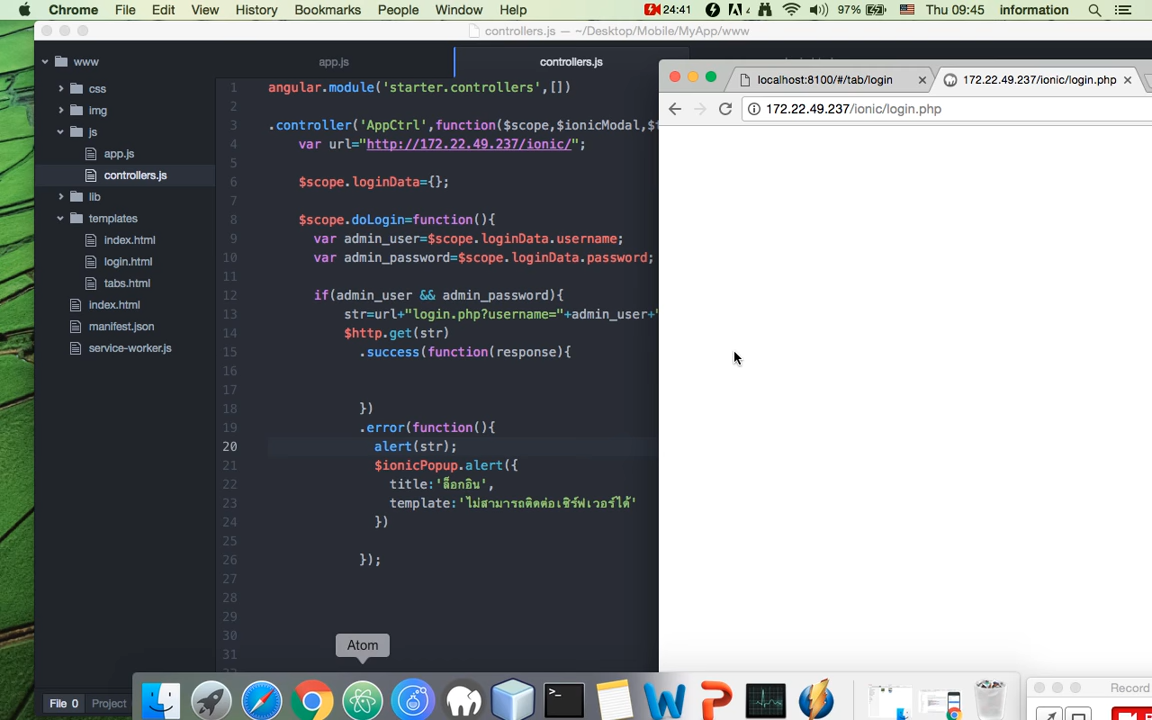 Chrome File Edit View History Bookmarks People Window Help 24:41 4 97% Thu 09:45 information
controllers.js — ~/Desktop/Mobile/MyApp/www
www
css
img
js
app.js
controllers.js
lib
templates
index.html
login.html
tabs.html
index.html
manifest.json
service-worker.js
File 0 Project
app.js controllers.js
1 angular.module('starter.controllers',[])
2
3 .controller('AppCtrl',function($scope,$ionicModal,$
4 var url="http://172.22.49.237/ionic/";
5
6 $scope.loginData={};
7
8 $scope.doLogin=function(){
9 var admin_user=$scope.loginData.username;
10 var admin_password=$scope.loginData.password;
11
12 if(admin_user && admin_password){
13 str=url+"login.php?username="+admin_user+"
14 $http.get(str)
15 .success(function(response){
16
17
18 })
19 .error(function(){
20 alert(str);
21 $ionicPopup.alert({
22 title:'ล็อกอิน',
23 template:'ไม่สามารถติดต่อเซิร์ฟเวอร์ได้'
24 })
25
26 });
27
28
29
30
31
localhost:8100/#/tab/login 172.22.49.237/ionic/login.php
172.22.49.237/ionic/login.php
Atom
Record